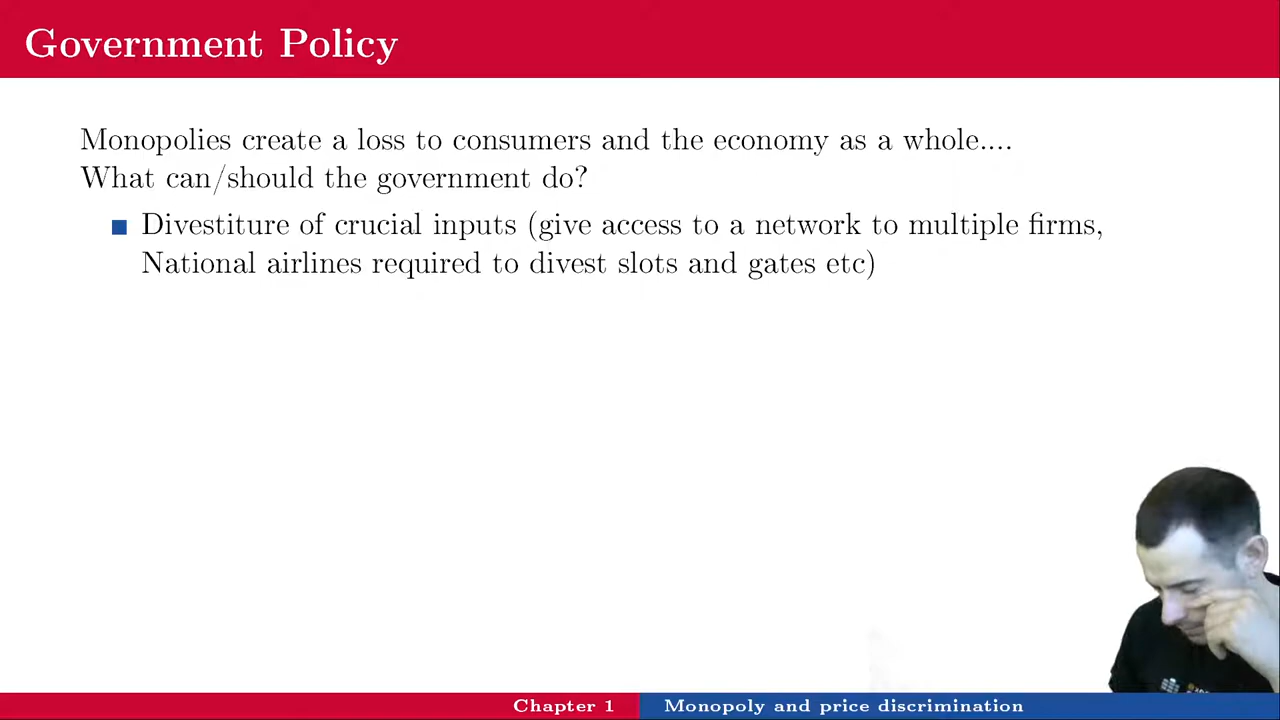 Government Policy
Monopolies create a loss to consumers and the economy as a whole....
What can/should the government do?
Divestiture of crucial inputs (give access to a network to multiple firms,
National airlines required to divest slots and gates etc)
Chapter 1
Monopoly and price discrimination